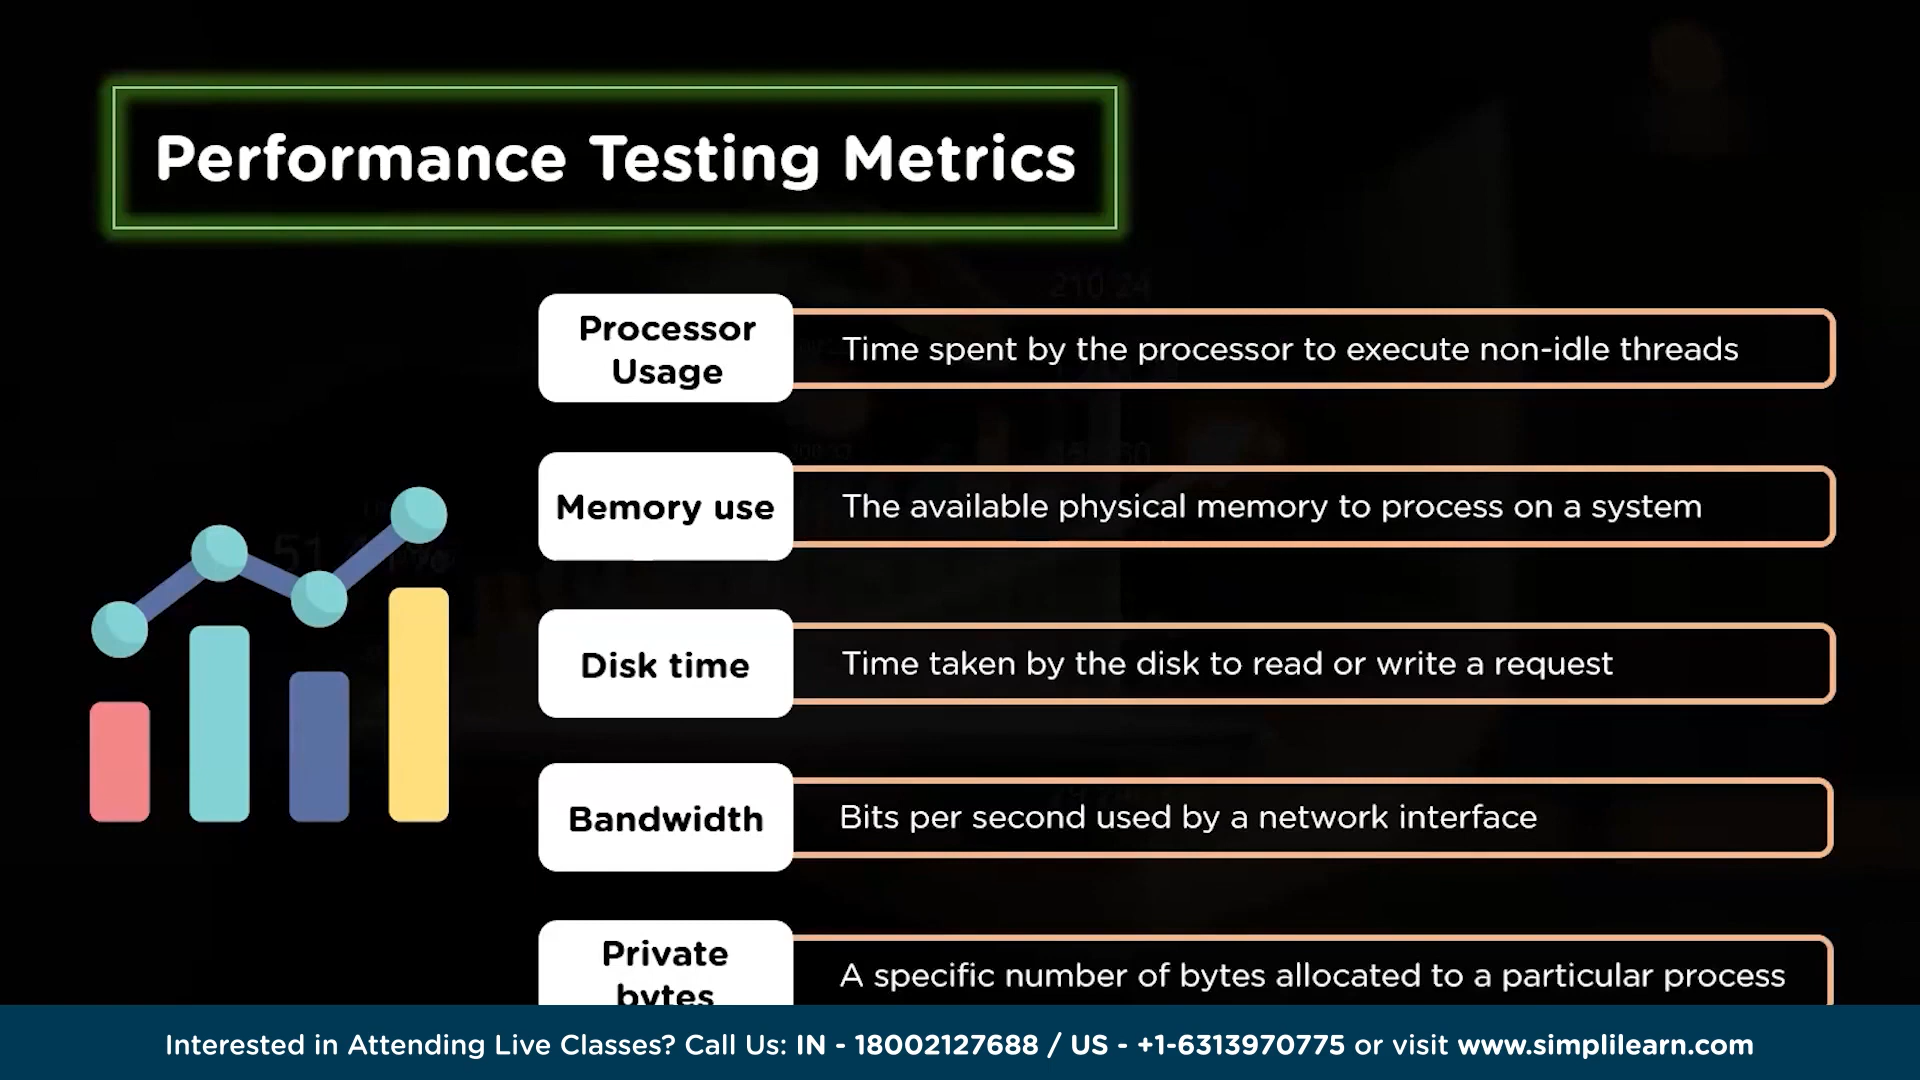 Performance Testing Metrics
Processor
Usage
Time spent by the processor to execute non-idle threads
Memory use
The available physical memory to process on a system
Disk time
Time taken by the disk to read or write a request
Bandwidth
Bits per second used by a network interface
Private
bytes
A specific number of bytes allocated to a particular process
Interested in Attending Live Classes? Call Us: IN - 18002127688 / US - +1-6313970775 or visit www.simplilearn.com